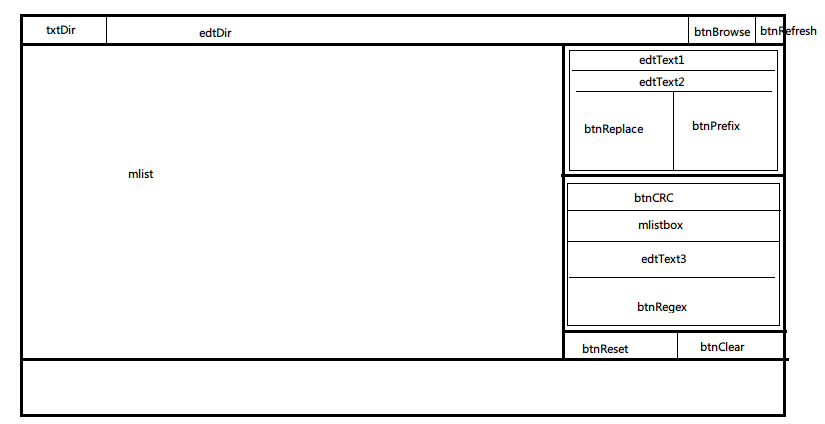 txtDir
edtDir
btnBrowse
btnRefresh
edtText1
edtText2
btnReplace
btnPrefix
mlist
btnCRC
mlistbox
edtText3
btnRegex
btnReset
btnClear